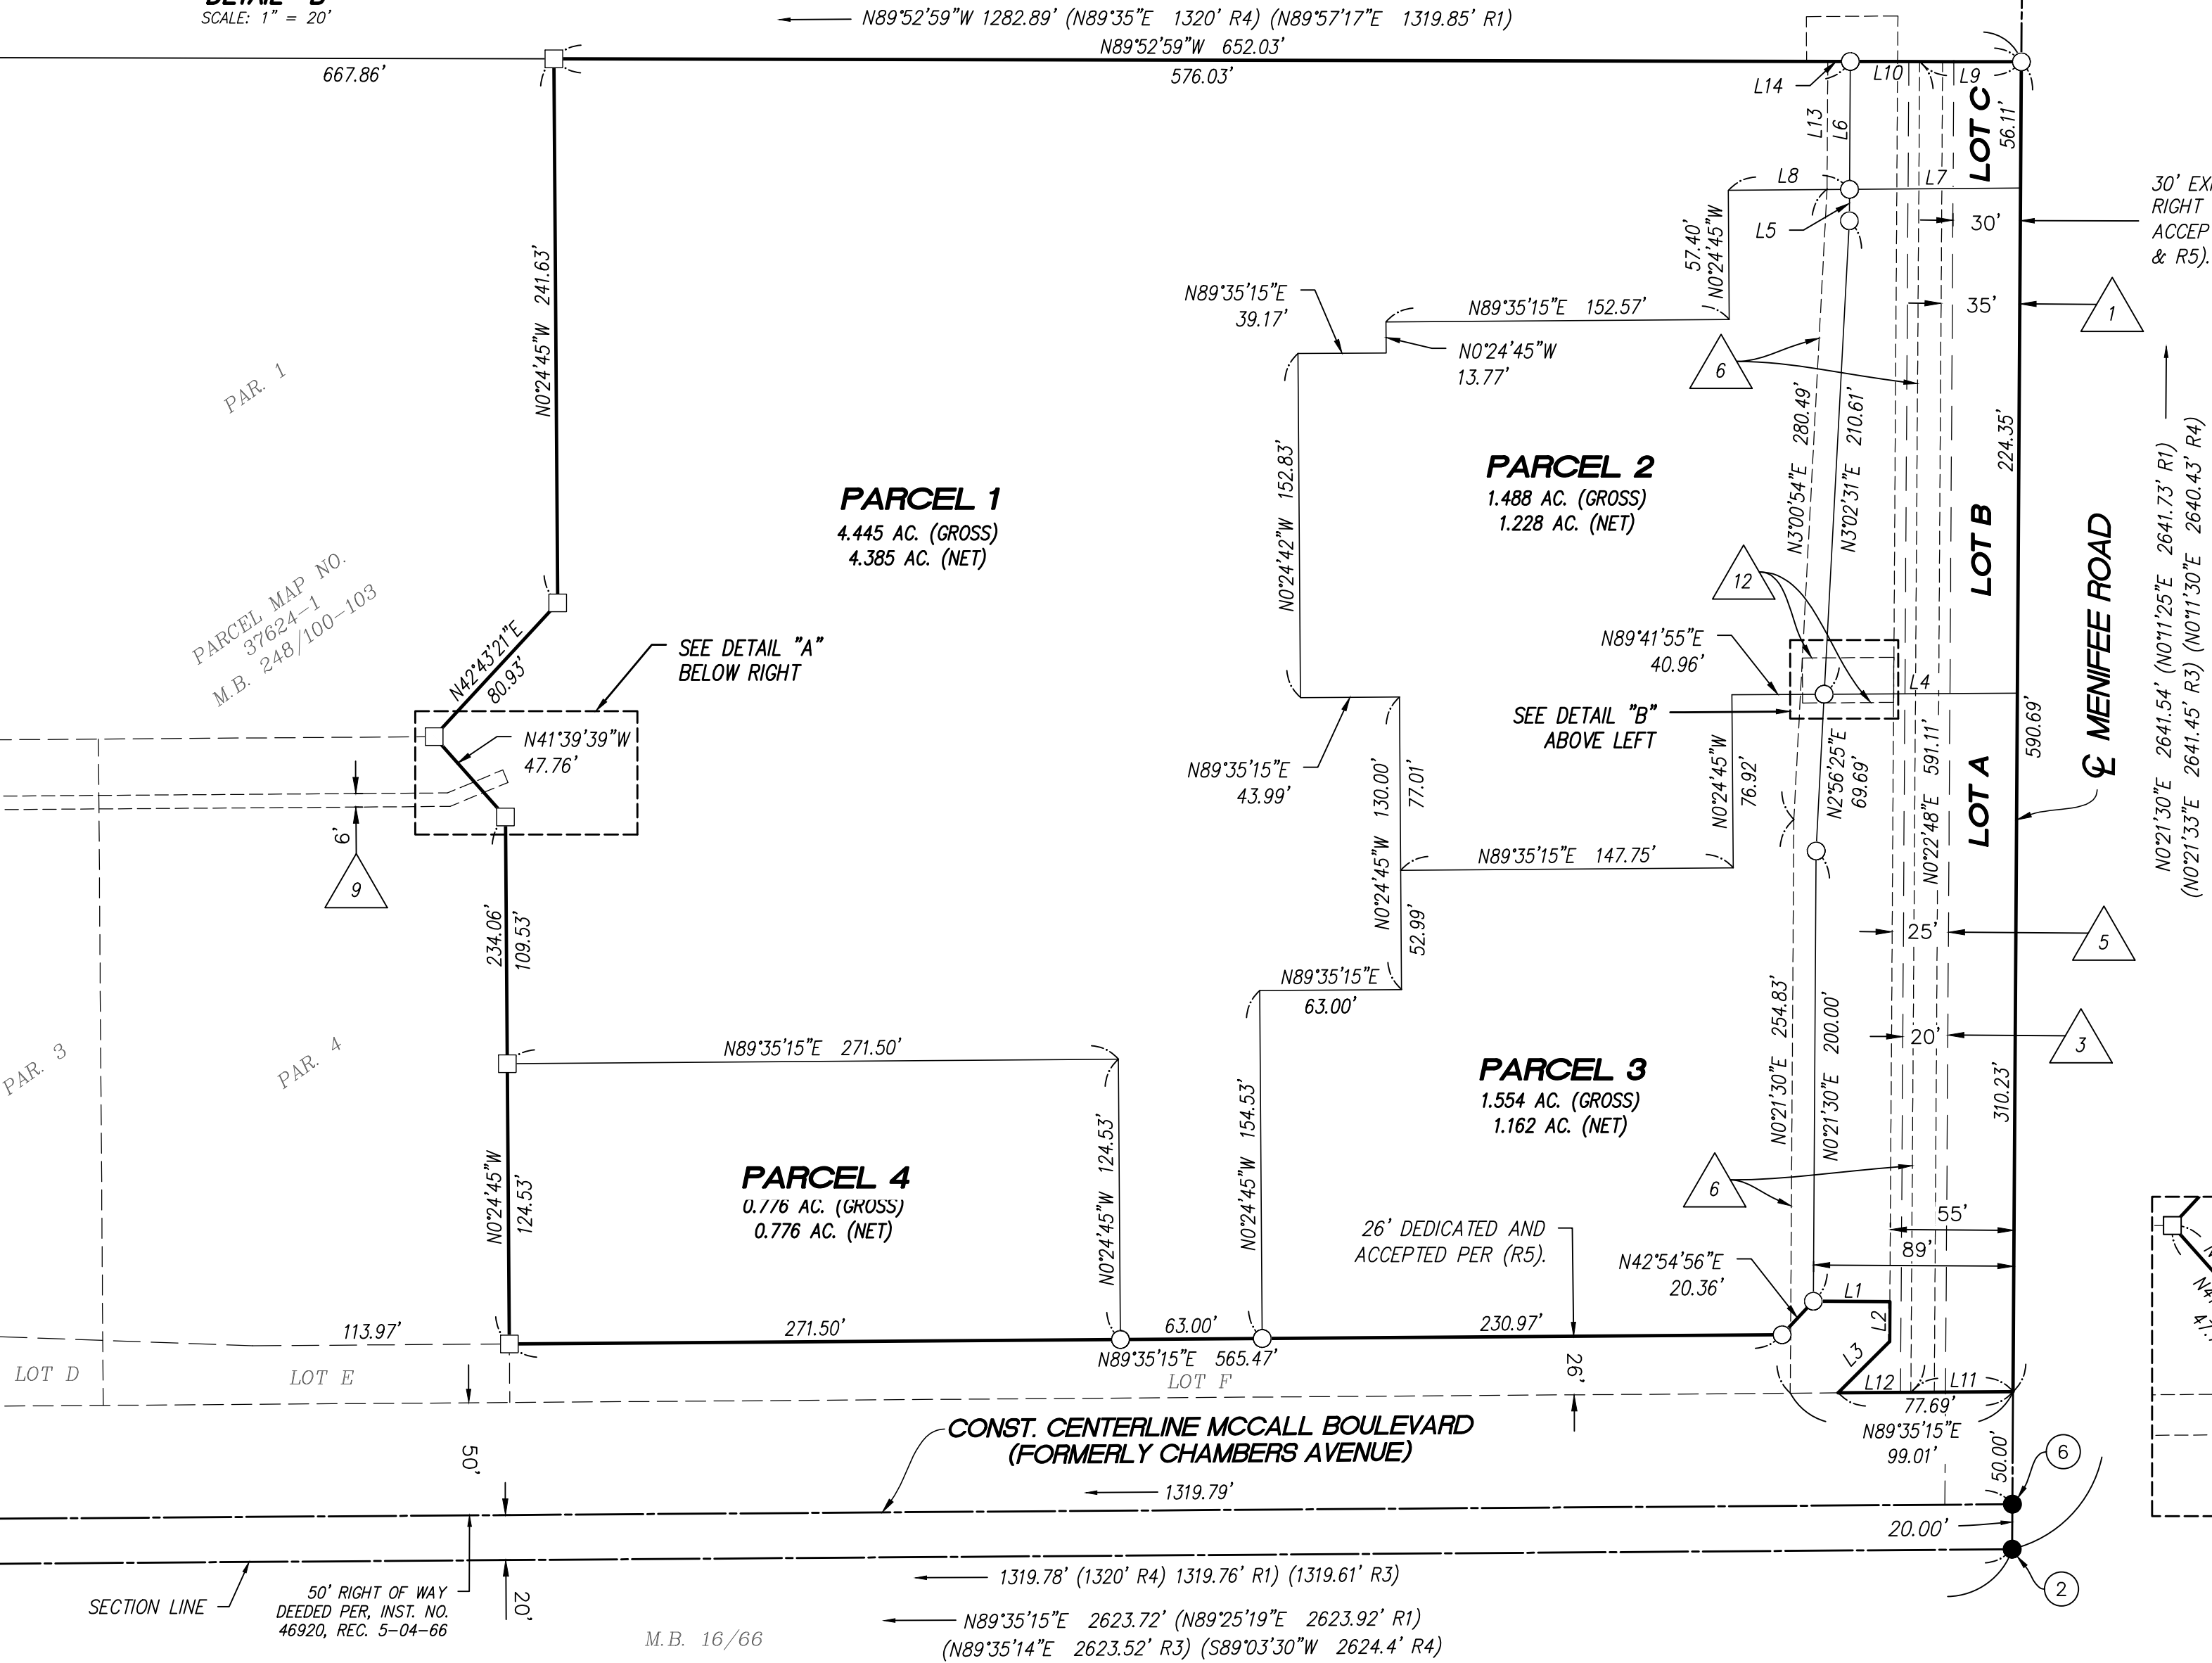 DETAIL "B"
SCALE: 1" = 20'
N89°52'59"W 1282.89' (N89°35"E 1320' R4) (N89°57'17"E 1319.85' R1)
N89°52'59"W 652.03'
667.86'
576.03'
L14
L10
L9
L13
L6
LOT C
56.11'
L8
L7
L5
30'
30' EX
RIGHT
ACCEP
& R5).
57.40'
N0°24'45"W
N0°24'45"W 241.63'
N89°35'15"E
39.17'
N89°35'15"E 152.57'
35'
1
N0°24'45"W
13.77'
6
PAR. 1
N3°00'54"E 280.49'
N3°02'31"E 210.61'
224.35'
N0°21'30"E 2641.54' (N0°11'25"E 2641.73' R1)
(N0°21'33"E 2641.45' R3) (N0°11'30"E 2640.43' R4)
PARCEL 1
4.445 AC. (GROSS)
4.385 AC. (NET)
N0°24'42"W 152.83'
PARCEL 2
1.488 AC. (GROSS)
1.228 AC. (NET)
LOT B
℄ MENIFEE ROAD
12
PARCEL MAP NO.
37624-1
M.B. 248/100-103
N42°43'21"E
80.93'
SEE DETAIL "A"
BELOW RIGHT
N89°41'55"E
40.96'
L4
SEE DETAIL "B"
ABOVE LEFT
N41°39'39"W
47.76'
N89°35'15"E
43.99'
N0°24'45"W 130.00'
77.01'
N0°24'45"W
76.92'
N2°56'25"E
69.69'
N0°22'48"E 591.11'
LOT A
590.69'
9'
9
N89°35'15"E 147.75'
234.06'
109.53'
52.99'
25'
5
N89°35'15"E
63.00'
N0°21'30"E 254.83'
N0°21'30"E 200.00'
20'
3
PAR. 3
PAR. 4
N89°35'15"E 271.50'
PARCEL 3
1.554 AC. (GROSS)
1.162 AC. (NET)
310.23'
N0°24'45"W
124.53'
PARCEL 4
0.776 AC. (GROSS)
0.776 AC. (NET)
N0°24'45"W 124.53'
N0°24'45"W 154.53'
6
55'
26' DEDICATED AND
ACCEPTED PER (R5).
89'
N42°54'56"E
20.36'
L1
L2
L3
113.97'
271.50'
63.00'
230.97'
N89°35'15"E 565.47'
26'
LOT D
LOT E
LOT F
L12
L11
77.69'
N89°35'15"E
99.01'
50.00'
CONST. CENTERLINE MCCALL BOULEVARD
(FORMERLY CHAMBERS AVENUE)
50'
6
1319.79'
20.00'
SECTION LINE
50' RIGHT OF WAY
DEEDED PER, INST. NO.
46920, REC. 5-04-66
20'
1319.78' (1320' R4) 1319.76' R1) (1319.61' R3)
2
N89°35'15"E 2623.72' (N89°25'19"E 2623.92' R1)
(N89°35'14"E 2623.52' R3) (S89°03'30"W 2624.4' R4)
M.B. 16/66